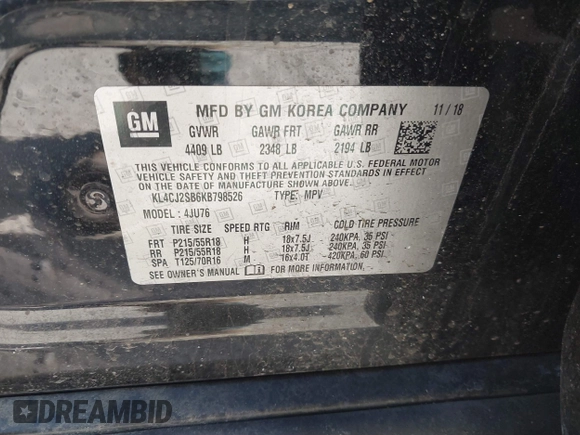 GM
MFD BY GM KOREA COMPANY 11/18
GVWR GAWR FRT GAWR RR
4409 LB 2348 LB 2194 LB
THIS VEHICLE CONFORMS TO ALL APPLICABLE U.S. FEDERAL MOTOR
VEHICLE SAFETY, BUMPER, AND THEFT PREVENTION STANDARDS IN
EFFECT ON THE DATE OF MANUFACTURE SHOWN ABOVE.
KL4CJ2SB6KB798526 TYPE: MPV
MODEL: 4JU76
TIRE SIZE SPEED RTG RIM COLD TIRE PRESSURE
FRT P215/55R18 H 18x7.5J 240KPA, 35 PSI
RR P215/55R18 H 18x7.5J 240KPA, 35 PSI
SPA T125/70R16 M 16x4.0T 420KPA, 60 PSI
SEE OWNER'S MANUAL FOR MORE INFORMATION.
DREAMBID